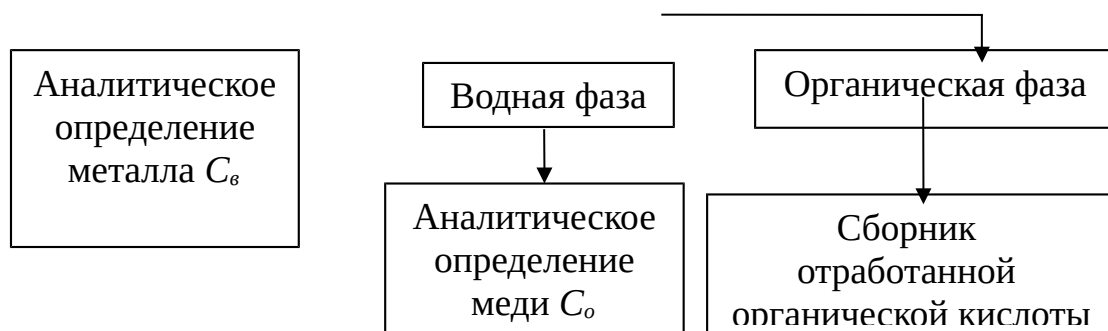 Аналитическое
определение
металла Cв
Водная фаза
Органическая фаза
Аналитическое
определение
меди Cо
Сборник
отработанной
органической кислоты